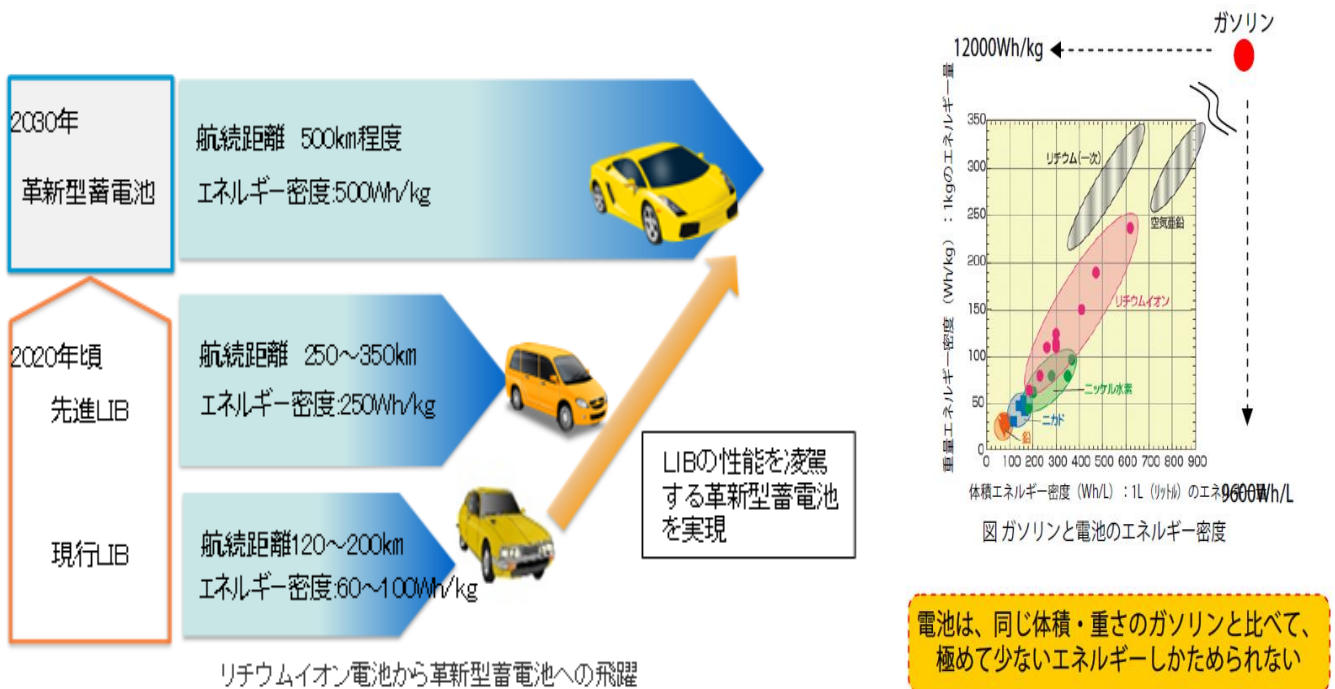 2030年
革新型蓄電池
航続距離 500km程度
エネルギー密度:500Wh/kg
2020年頃
先進LIB
航続距離 250～350km
エネルギー密度:250Wh/kg
現行LIB
航続距離120～200km
エネルギー密度:60～100Wh/kg
LIBの性能を凌駕
する革新型蓄電池
を実現
リチウムイオン電池から革新型蓄電池への飛躍
ガソリン
12000Wh/kg
重量エネルギー密度（Wh/kg）：1kgのエネルギー量
350
300
250
200
150
100
50
0
リチウム(一次)
空気亜鉛
リチウムイオン
ニッケル水素
ニカド
鉛
0 100 200 300 400 500 600 700 800 900
体積エネルギー密度（Wh/L）：1L（リットル）のエネ
9600Wh/L
図 ガソリンと電池のエネルギー密度
電池は、同じ体積・重さのガソリンと比べて、
極めて少ないエネルギーしかためられない